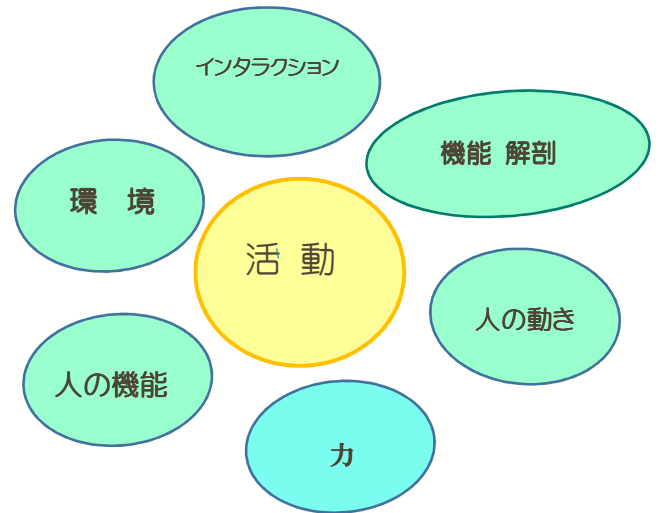 インタラクション
機能 解剖
環　境
活 動
人の動き
人の機能
力